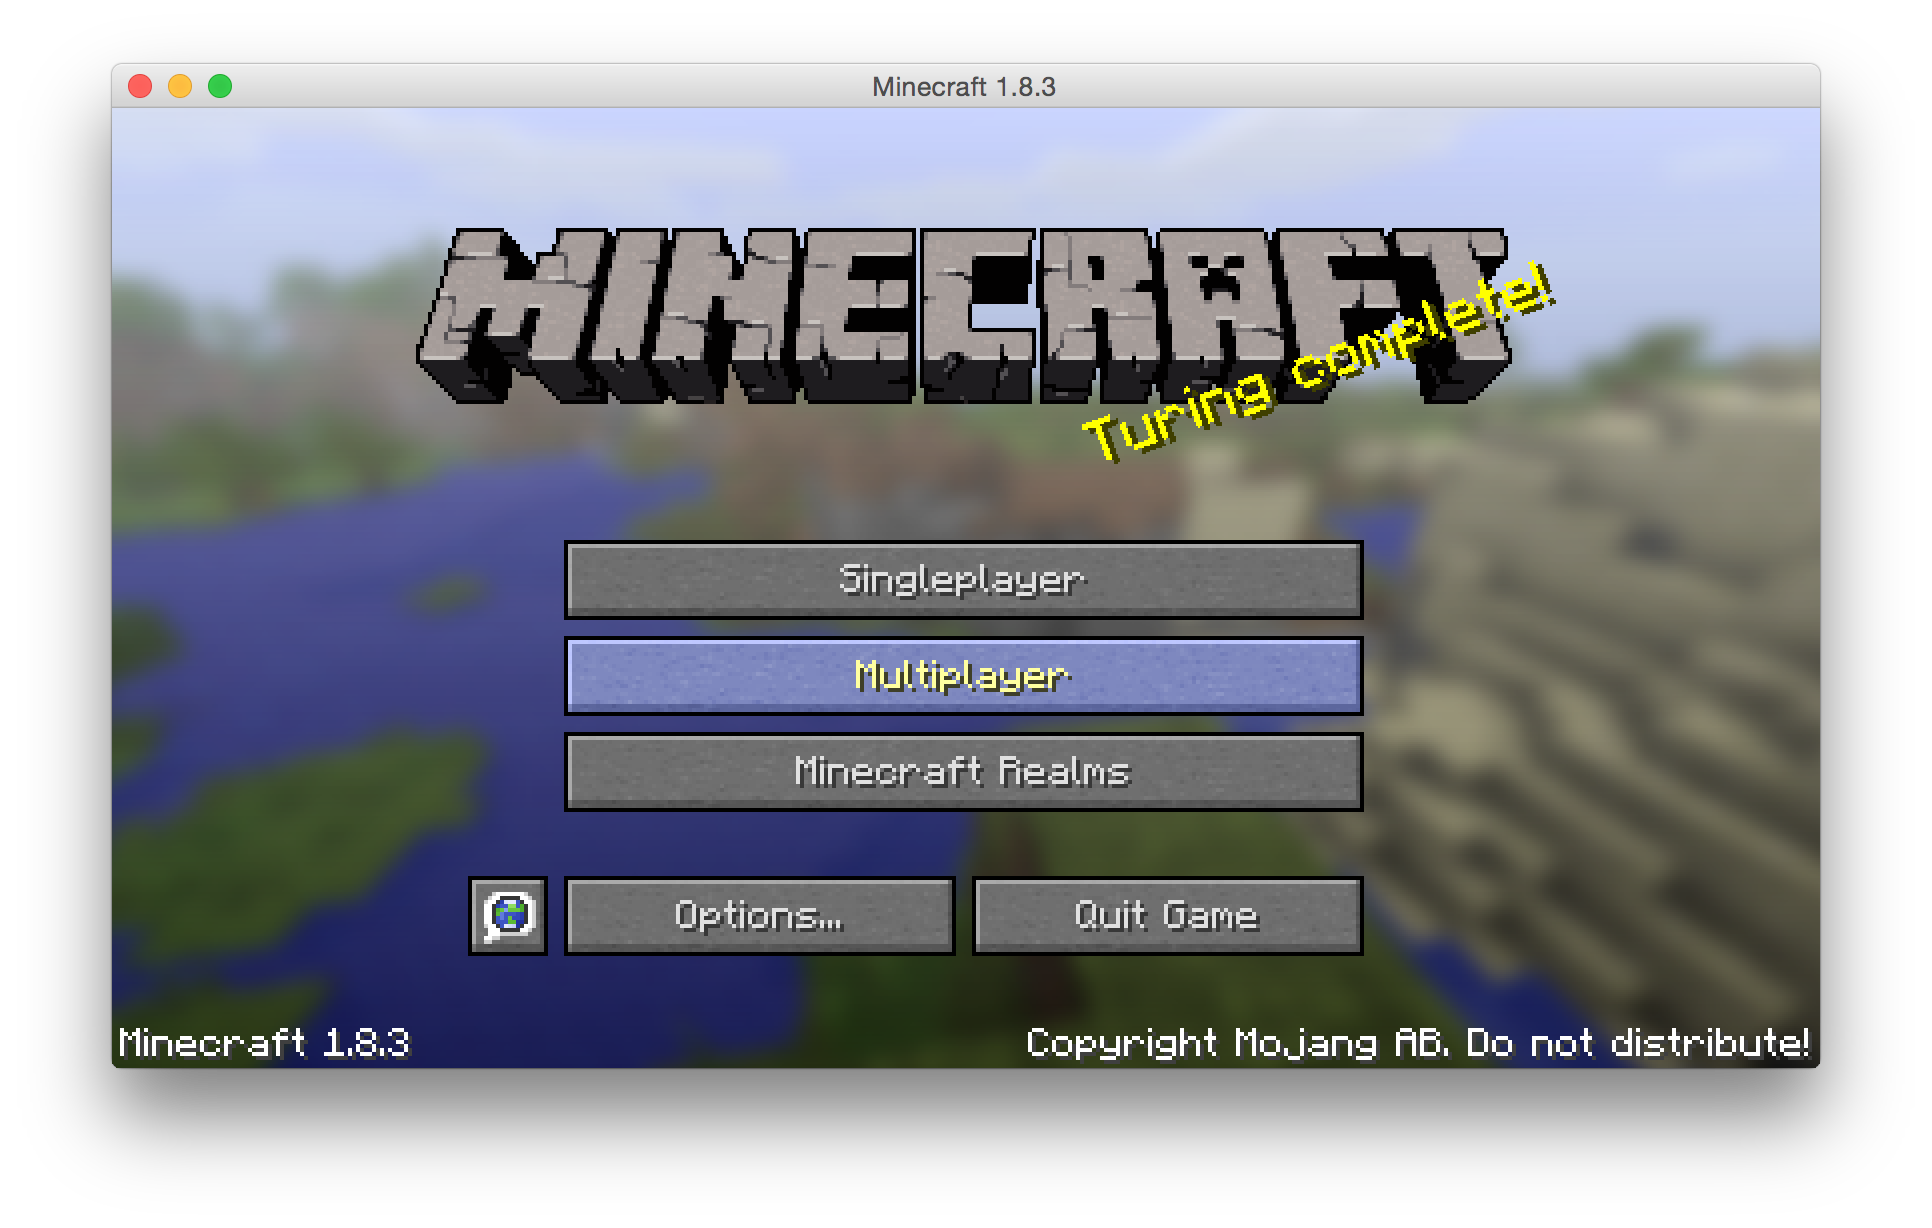 Minecraft 1.8.3
MINECRAFT
Turing complete!
Singleplayer
Multiplayer
Minecraft Realms
Options...
Quit Game
Minecraft 1.8.3
Copyright Mojang AB. Do not distribute!